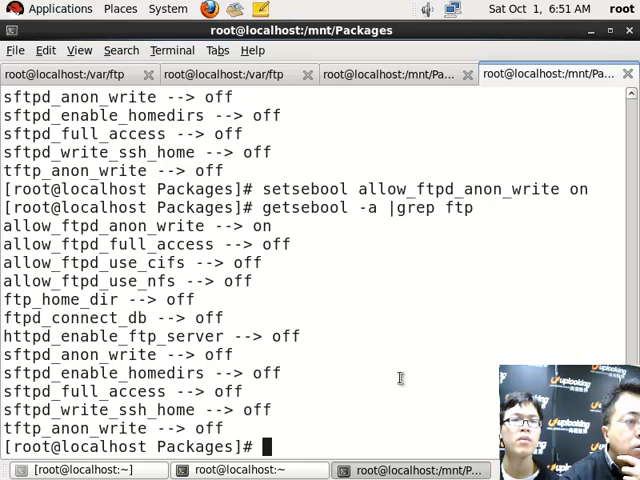 Applications Places System Sat Oct 1, 6:51 AM root
root@localhost:/mnt/Packages
File Edit View Search Terminal Tabs Help
root@localhost:/var/ftp root@localhost:/var/ftp root@localhost:/mnt/Pa... root@localhost:/mnt/Pa...
sftpd_anon_write --> off
sftpd_enable_homedirs --> off
sftpd_full_access --> off
sftpd_write_ssh_home --> off
tftp_anon_write --> off
[root@localhost Packages]# setsebool allow_ftpd_anon_write on
[root@localhost Packages]# getsebool -a |grep ftp
allow_ftpd_anon_write --> on
allow_ftpd_full_access --> off
allow_ftpd_use_cifs --> off
allow_ftpd_use_nfs --> off
ftp_home_dir --> off
ftpd_connect_db --> off
httpd_enable_ftp_server --> off
sftpd_anon_write --> off
sftpd_enable_homedirs --> off
sftpd_full_access --> off
sftpd_write_ssh_home --> off
tftp_anon_write --> off
[root@localhost Packages]#
uplooking
[root@localhost:~] root@localhost:~ root@localhost:/mnt/P...